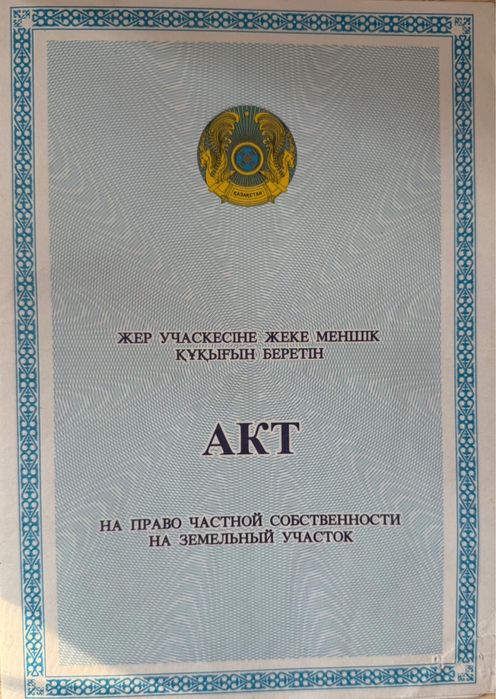 ҚАЗАҚСТАН
ЖЕР УЧАСКЕСІНЕ ЖЕКЕ МЕНШІК
ҚҰҚЫҒЫН БЕРЕТІН
АКТ
НА ПРАВО ЧАСТНОЙ СОБСТВЕННОСТИ
НА ЗЕМЕЛЬНЫЙ УЧАСТОК